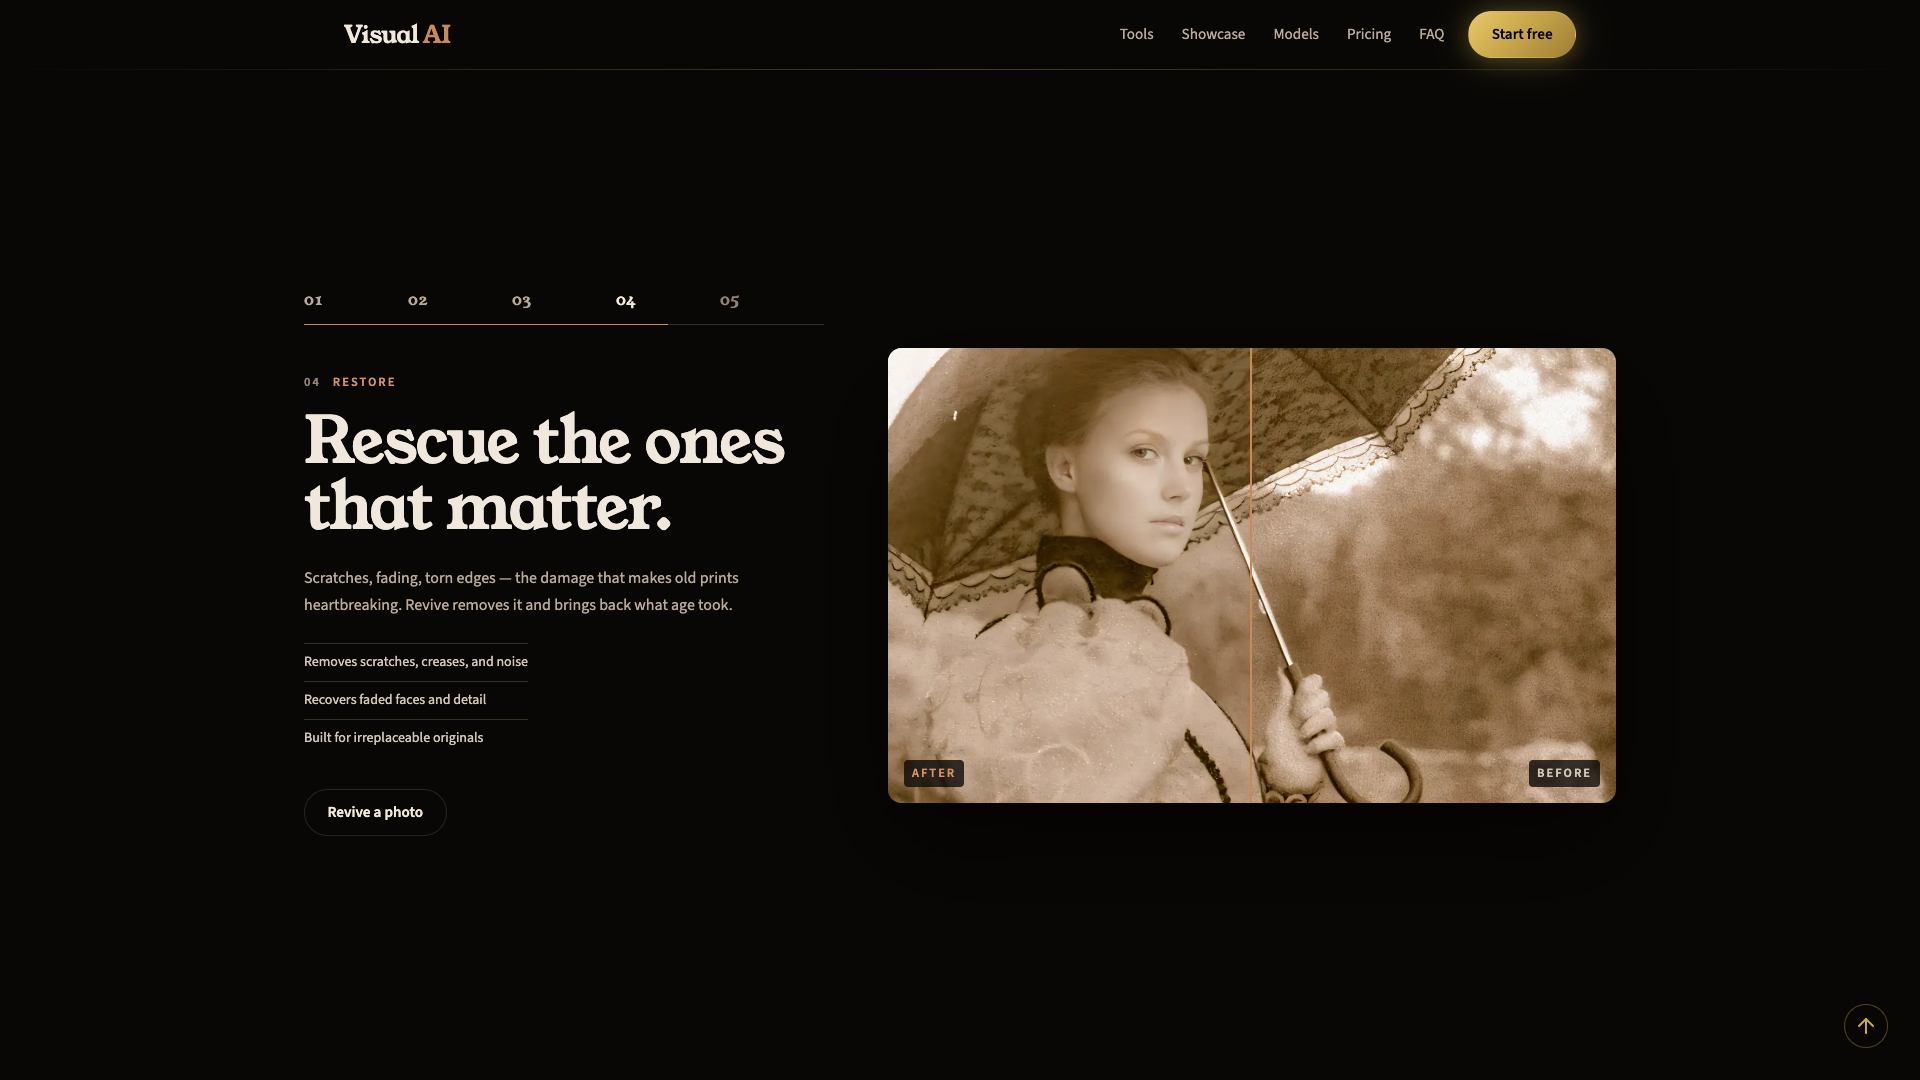 Visual AI
Tools
Showcase
Models
Pricing
FAQ
Start free
01
02
03
04
05
04 RESTORE
Rescue the ones
that matter.
Scratches, fading, torn edges — the damage that makes old prints
heartbreaking. Revive removes it and brings back what age took.
Removes scratches, creases, and noise
Recovers faded faces and detail
Built for irreplaceable originals
Revive a photo
AFTER
BEFORE